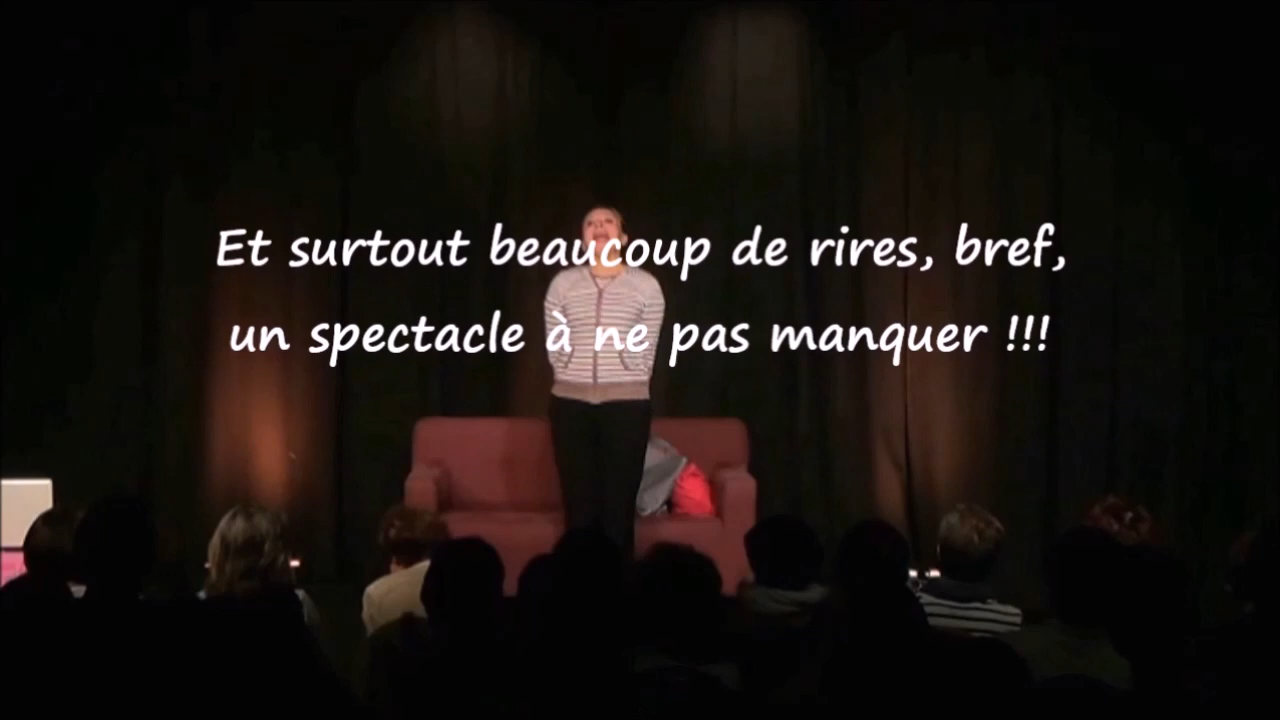 Et surtout beaucoup de rires, bref,
un spectacle à ne pas manquer !!!